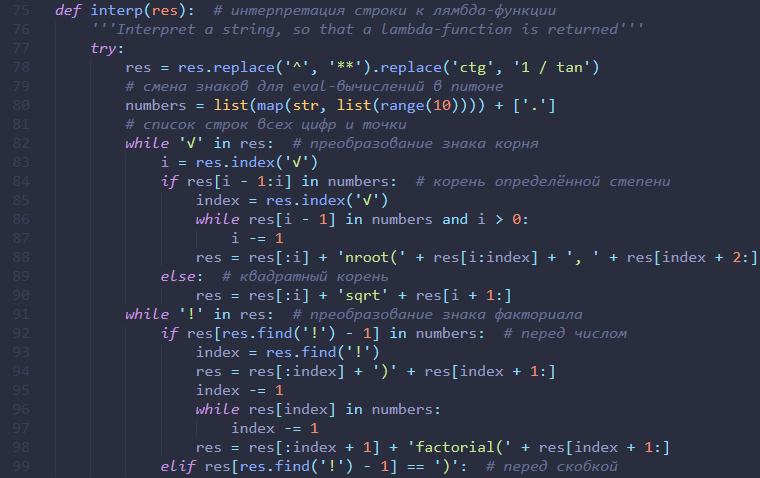 75 def interp(res):  # интерпретация строки к лямбда-функции
76     '''Interpret a string, so that a lambda-function is returned'''
77     try:
78         res = res.replace('^', '**').replace('ctg', '1 / tan')
79         # смена знаков для eval-вычислений в питоне
80         numbers = list(map(str, list(range(10)))) + ['.']
81         # список строк всех цифр и точки
82         while '√' in res:  # преобразование знака корня
83             i = res.index('√')
84             if res[i - 1:i] in numbers:  # корень определённой степени
85                 index = res.index('√')
86                 while res[i - 1] in numbers and i > 0:
87                     i -= 1
88                 res = res[:i] + 'nroot(' + res[i:index] + ', ' + res[index + 2:]
89             else:  # квадратный корень
90                 res = res[:i] + 'sqrt' + res[i + 1:]
91         while '!' in res:  # преобразование знака факториала
92             if res[res.find('!') - 1] in numbers:  # перед числом
93                 index = res.find('!')
94                 res = res[:index] + ')' + res[index + 1:]
95                 index -= 1
96                 while res[index] in numbers:
97                     index -= 1
98                 res = res[:index + 1] + 'factorial(' + res[index + 1:]
99             elif res[res.find('!') - 1] == ')':  # перед скобкой